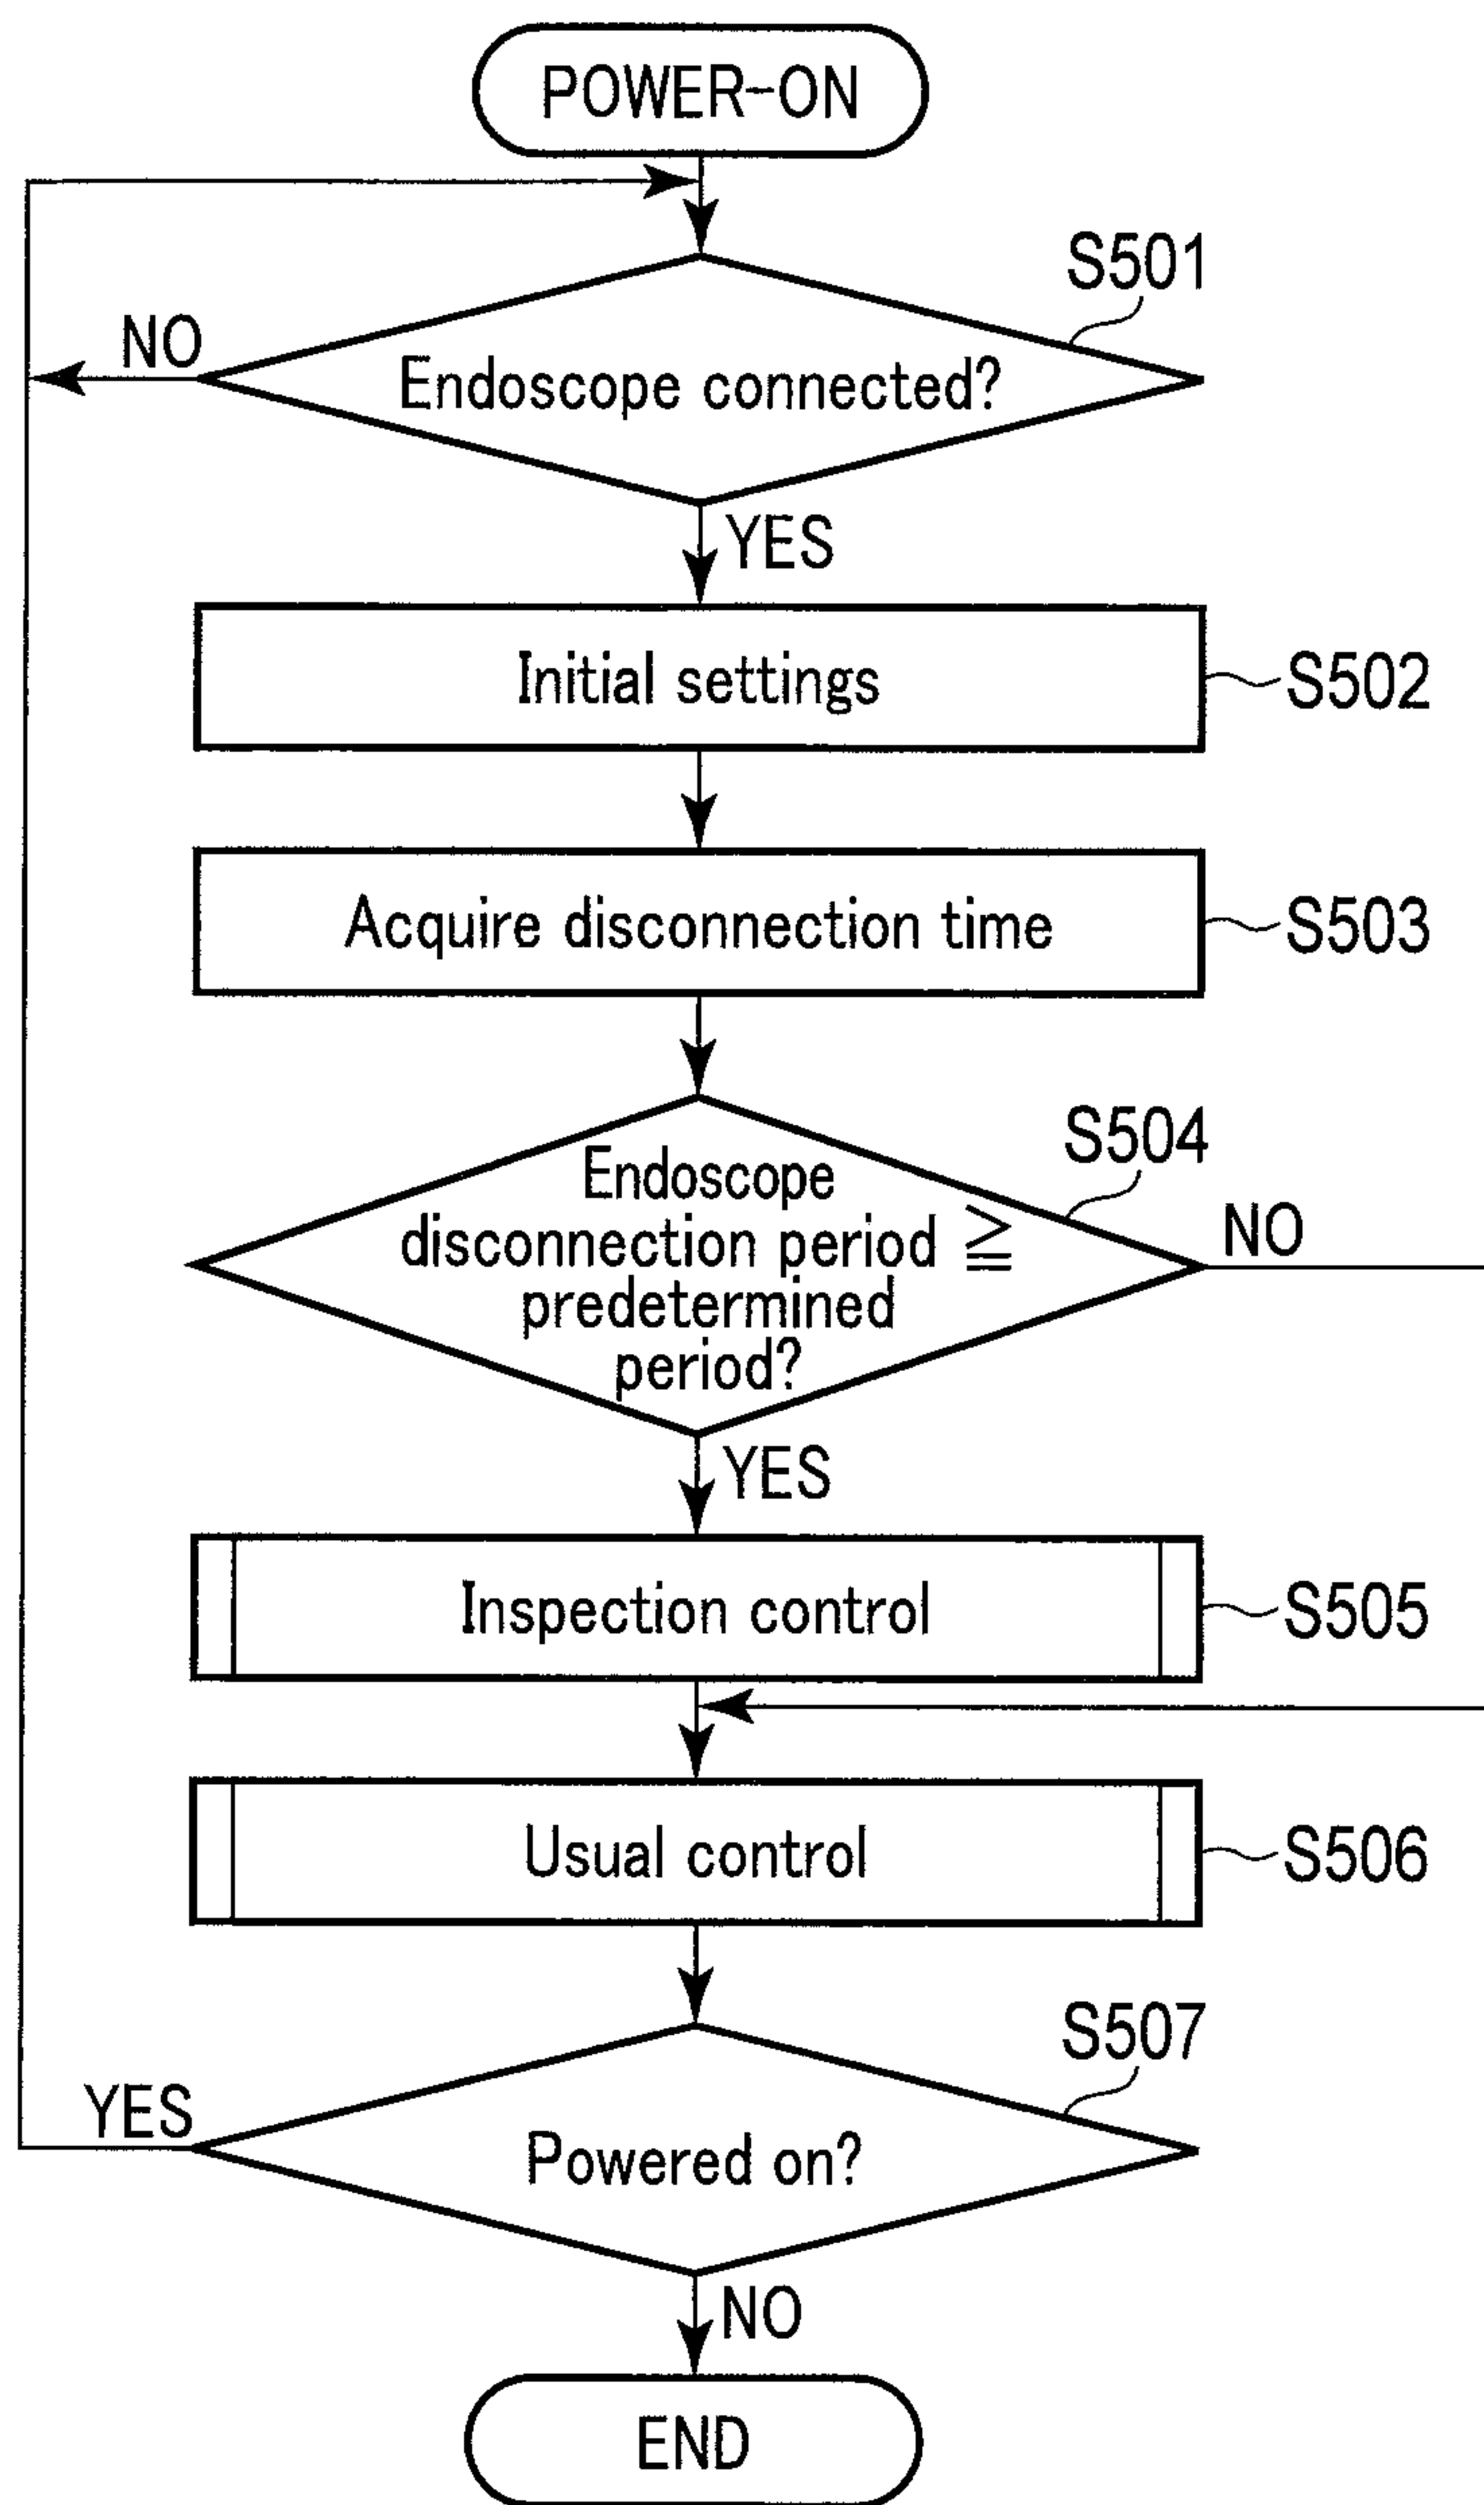 POWER-ON
S501
NO
Endoscope connected?
YES
Initial settings
S502
Acquire disconnection time
S503
S504
Endoscope
disconnection period ≧
predetermined
period?
NO
YES
Inspection control
S505
Usual control
S506
S507
YES
Powered on?
NO
END